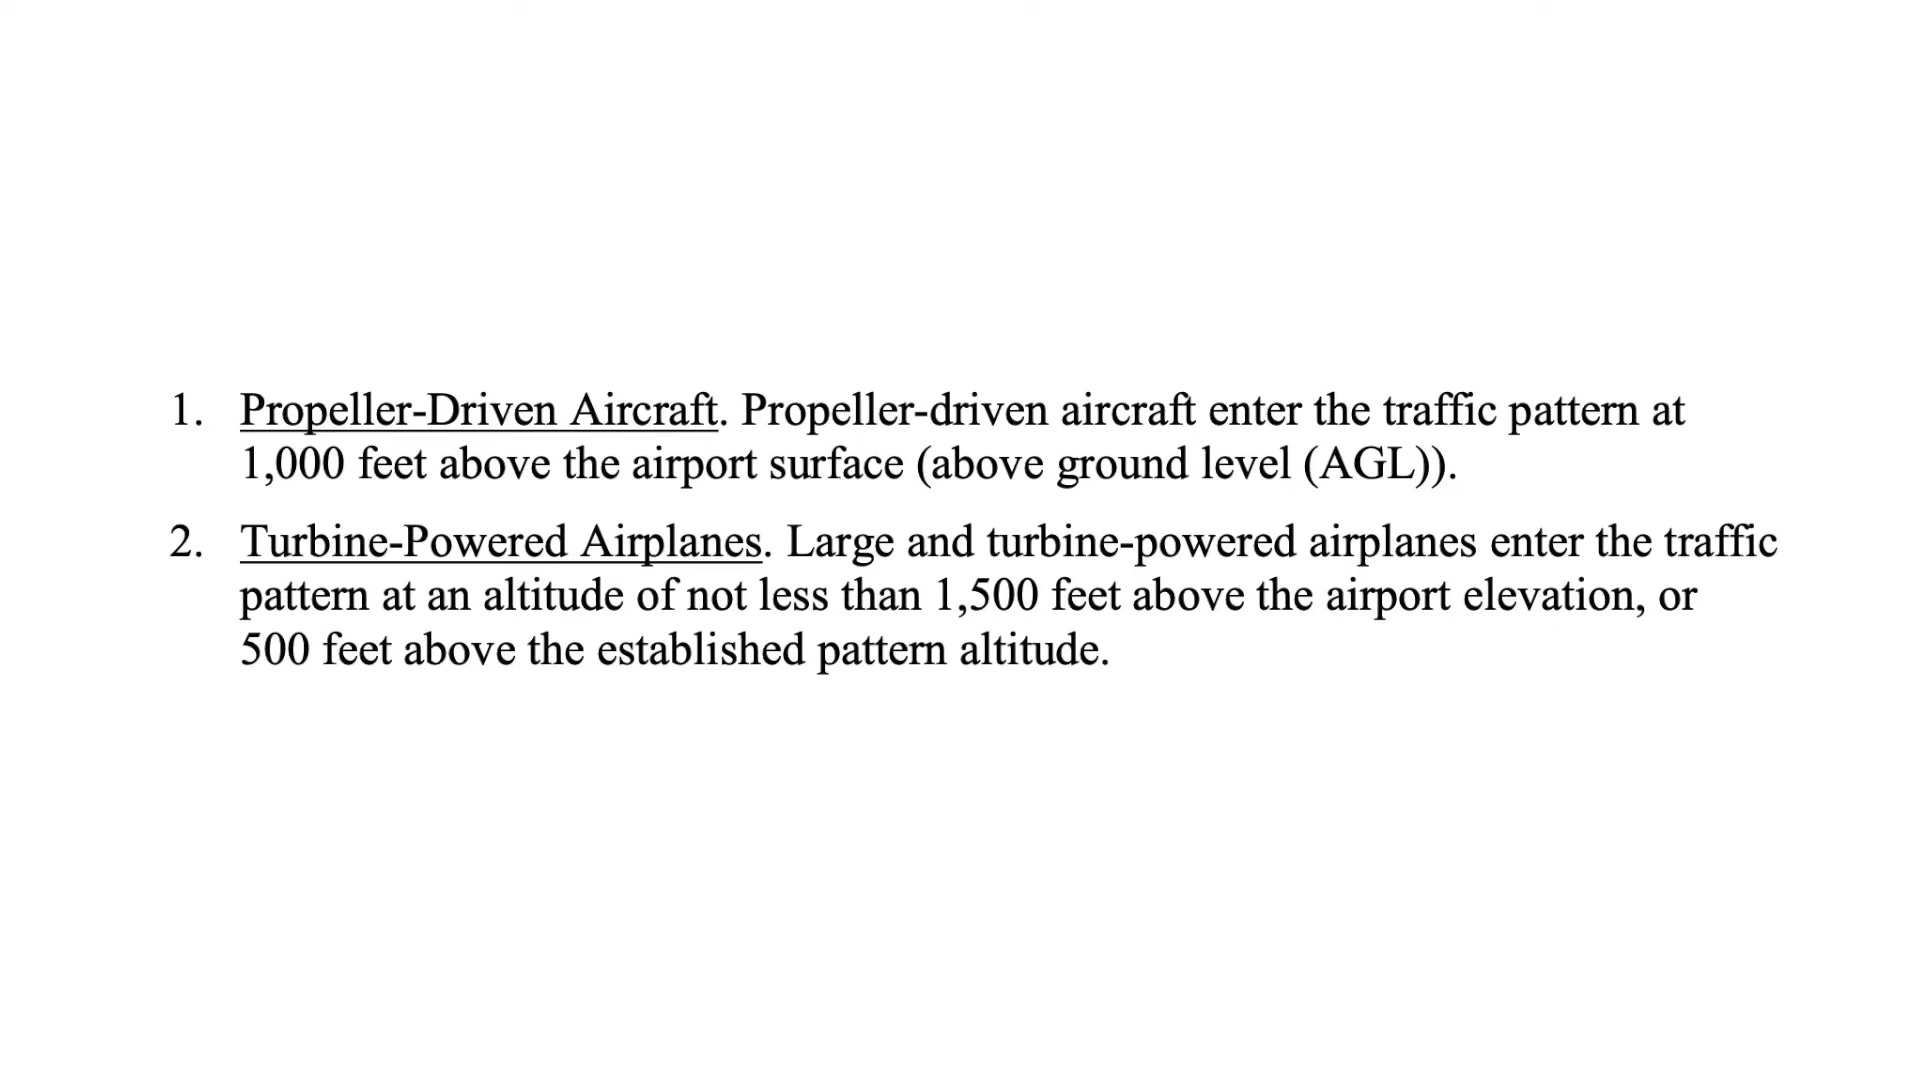 1. Propeller-Driven Aircraft. Propeller-driven aircraft enter the traffic pattern at
1,000 feet above the airport surface (above ground level (AGL)).
2. Turbine-Powered Airplanes. Large and turbine-powered airplanes enter the traffic
pattern at an altitude of not less than 1,500 feet above the airport elevation, or
500 feet above the established pattern altitude.